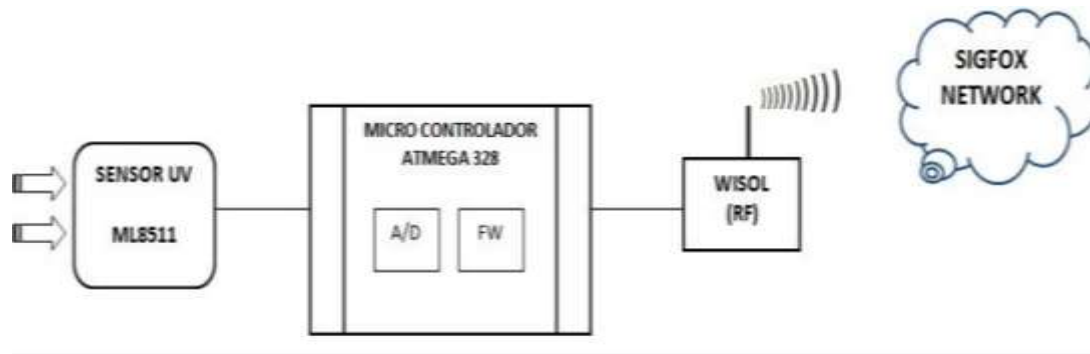 SENSOR UV
ML8511
MICRO CONTROLADOR
ATMEGA 328
A/D
FW
WISOL
(RF)
SIGFOX
NETWORK